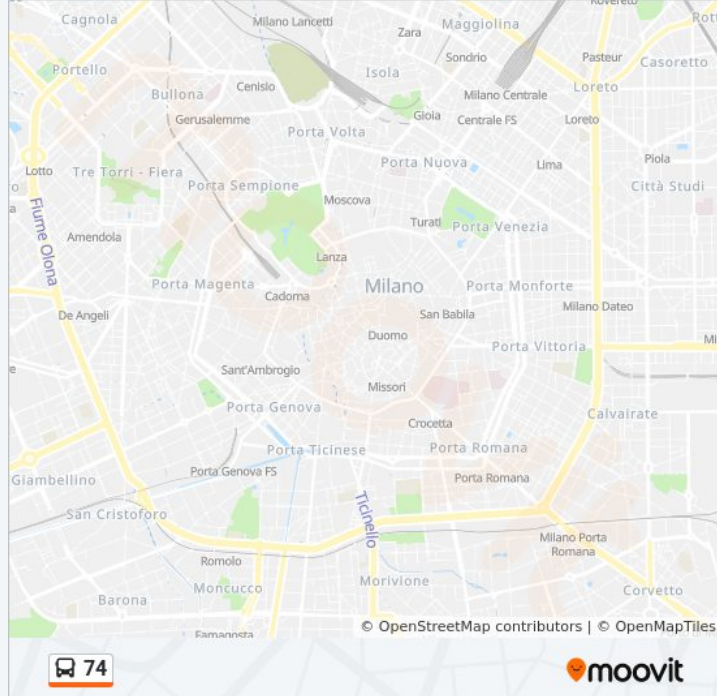 Rovereto
Cagnola
Milano Lancetti
Maggiolina
Zara
Sondrio
Pasteur
Casoretto
Portello
Isola
Cenisio
Loreto
Bullona
Milano Centrale
Gerusalemme
Gioia
Centrale FS
Loreto
Porta Volta
Piola
Lotto
Tre Torri - Fiera
Porta Nuova
Lima
Porta Sempione
Città Studi
Moscova
Fiume Olona
Turati
Porta Venezia
Amendola
Lanza
Porta Magenta
Milano
Porta Monforte
Cadorna
De Angeli
San Babila
Milano Dateo
Duomo
Porta Vittoria
Mi
Sant'Ambrogio
Missori
Porta Genova
Calvairate
Crocetta
Porta Ticinese
Porta Romana
Giambellino
Porta Genova FS
Porta Romana
San Cristoforo
Ticinello
Milano Porta
Romana
Romolo
Moncucco
Morivione
Corvetto
Barona
© OpenStreetMap contributors | © OpenMapTiles
Famagosta
74
moovit